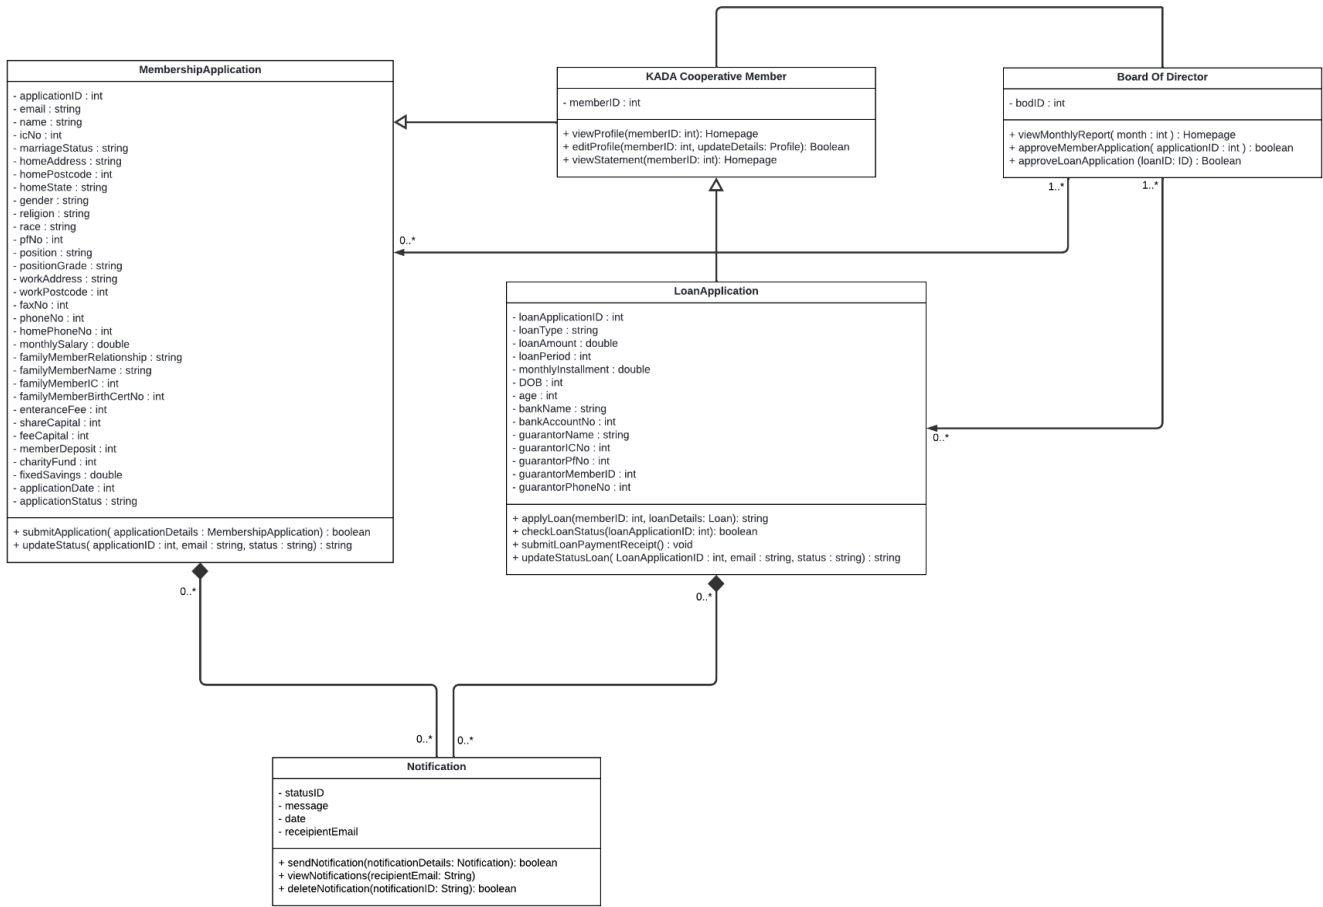 MembershipApplication
- applicationID : int
- email : string
- name : string
- icNo : int
- marriageStatus : string
- homeAddress : string
- homePostcode : int
- homeState : string
- gender : string
- religion : string
- race : string
- pfNo : int
- position : string
- positionGrade : string
- workAddress : string
- workPostcode : int
- faxNo : int
- phoneNo : int
- homePhoneNo : int
- monthlySalary : double
- familyMemberRelationship : string
- familyMemberName : string
- familyMemberIC : int
- familyMemberBirthCertNo : int
- enteranceFee : int
- shareCapital : int
- feeCapital : int
- memberDeposit : int
- charityFund : int
- fixedSavings : double
- applicationDate : int
- applicationStatus : string
+ submitApplication( applicationDetails : MembershipApplication) : boolean
+ updateStatus( applicationID : int, email : string, status : string) : string
0..*
KADA Cooperative Member
- memberID : int
+ viewProfile(memberID: int): Homepage
+ editProfile(memberID: int, updateDetails: Profile): Boolean
+ viewStatement(memberID: int): Homepage
Board Of Director
- bodID : int
+ viewMonthlyReport( month : int ) : Homepage
+ approveMemberApplication( applicationID : int ) : boolean
+ approveLoanApplication (loanID: ID) : Boolean
1..*
1..*
0..*
LoanApplication
- loanApplicationID : int
- loanType : string
- loanAmount : double
- loanPeriod : int
- monthlyInstallment : double
- DOB : int
- age : int
- bankName : string
- bankAccountNo : int
- guarantorName : string
- guarantorICNo : int
- guarantorPfNo : int
- guarantorMemberID : int
- guarantorPhoneNo : int
+ applyLoan(memberID: int, loanDetails: Loan): string
+ checkLoanStatus(loanApplicationID: int): boolean
+ submitLoanPaymentReceipt() : void
+ updateStatusLoan( LoanApplicationID : int, email : string, status : string) : string
0..*
0..*
0..*
0..*
Notification
- statusID
- message
- date
- receipientEmail
+ sendNotification(notificationDetails: Notification): boolean
+ viewNotifications(recipientEmail: String)
+ deleteNotification(notificationID: String): boolean